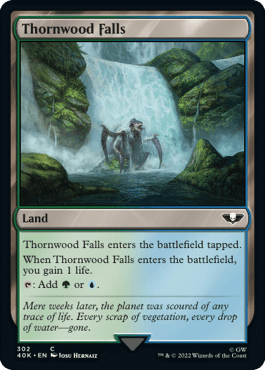 Thornwood Falls
Land
Thornwood Falls enters the battlefield tapped.
When Thornwood Falls enters the battlefield,
you gain 1 life.
: Add or .
Mere weeks later, the planet was scoured of any
trace of life. Every scrap of vegetation, every drop
of water—gone.
302 C
40K • EN Iosu Hernaiz
© GW
™ & © 2022 Wizards of the Coast